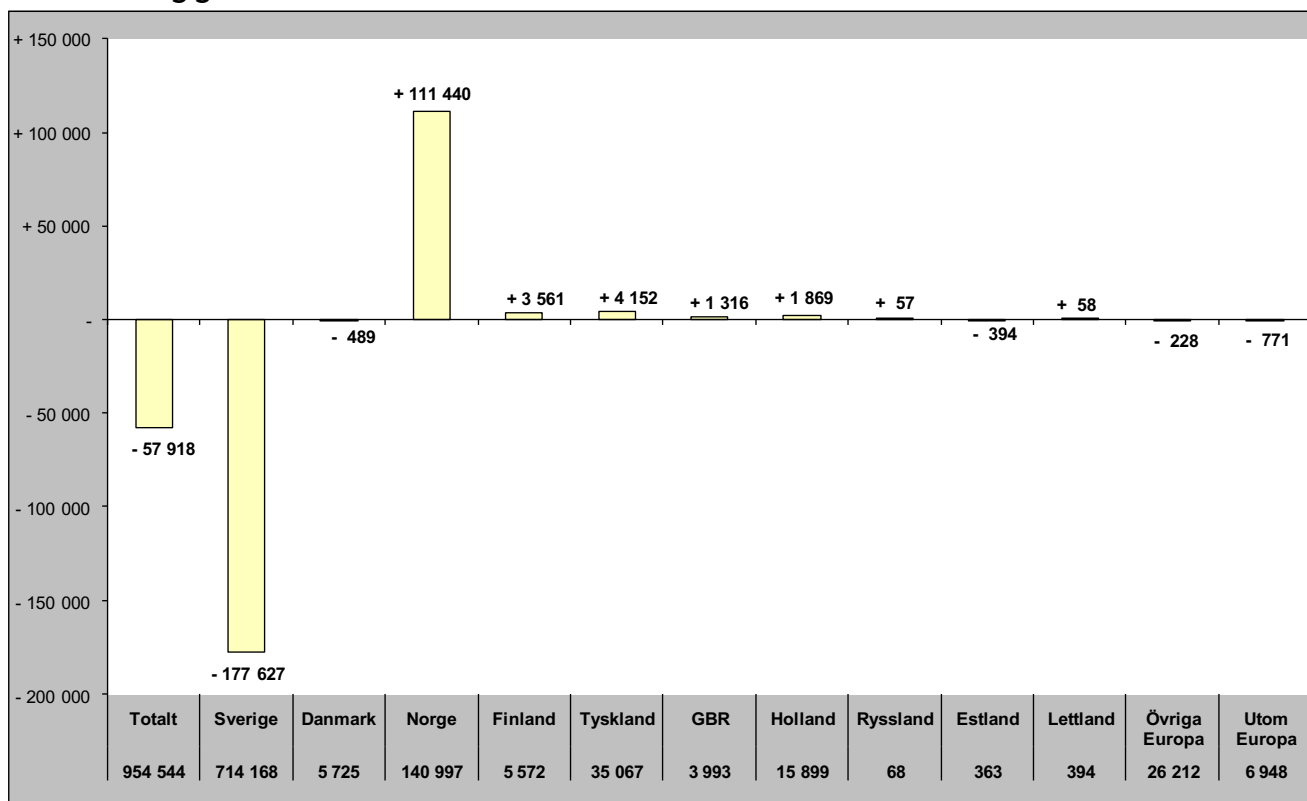 + 150 000
+ 111 440
+ 100 000
+ 50 000
+ 3 561
+ 4 152
+ 1 316
+ 1 869
+ 57
+ 58
-
- 489
- 394
- 228
- 771
- 50 000
- 57 918
- 100 000
- 150 000
- 177 627
- 200 000
Totalt Sverige Danmark Norge Finland Tyskland GBR Holland Ryssland Estland Lettland Övriga Utom
Europa Europa
954 544 714 168 5 725 140 997 5 572 35 067 3 993 15 899 68 363 394 26 212 6 948